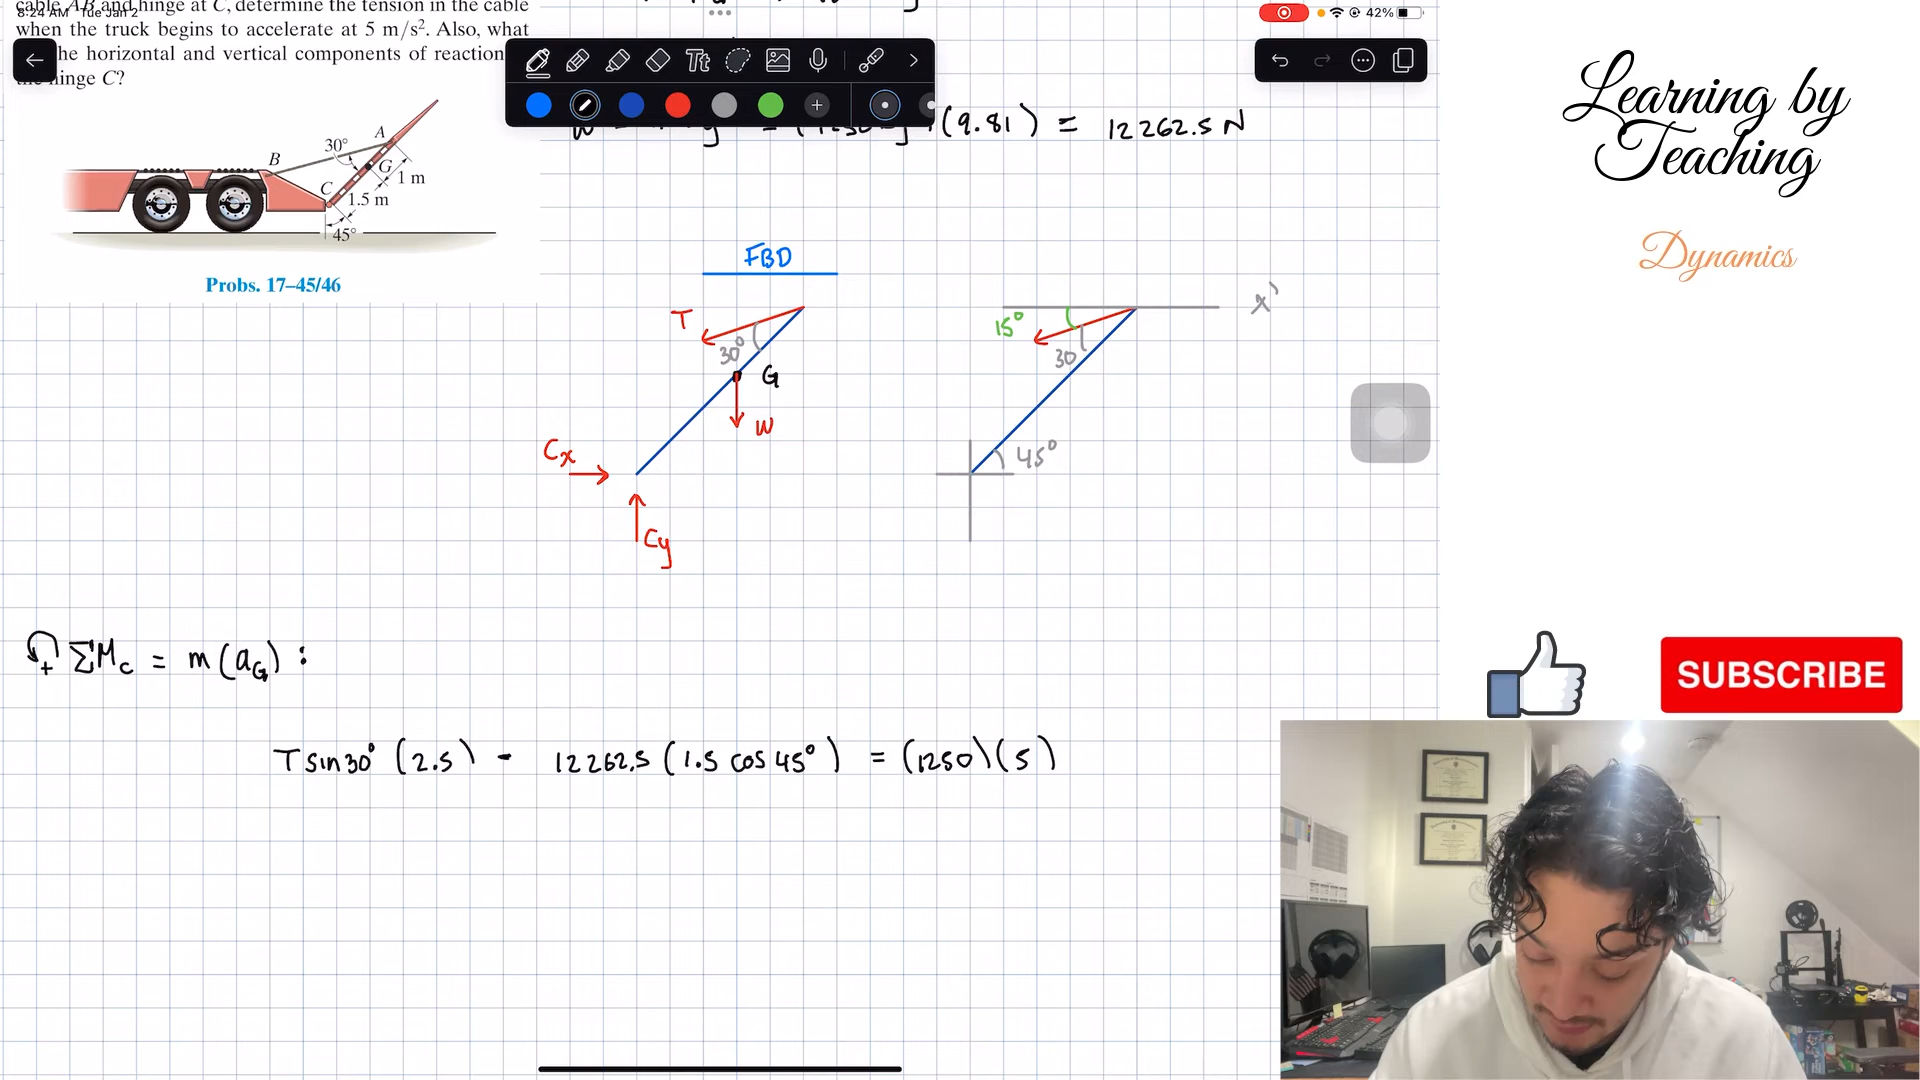 cable AB and hinge at C, determine the tension in the cable
8:24 AM Tue Jan 2
42%
when the truck begins to accelerate at 5 m/s². Also, what
he horizontal and vertical components of reaction
hinge C?
Tt
(9.81) = 12262.5 N
A
30°
B
G
1 m
C
1.5 m
45°
Probs. 17–45/46
FBD
T
30°
G
W
Cx
Cy
x'
15°
30
45°
+ ΣMc = m(aG) :
T sin30° (2.5) - 12262.5 (1.5 cos 45°) = (1250)(5)
Learning by
Teaching
Dynamics
SUBSCRIBE